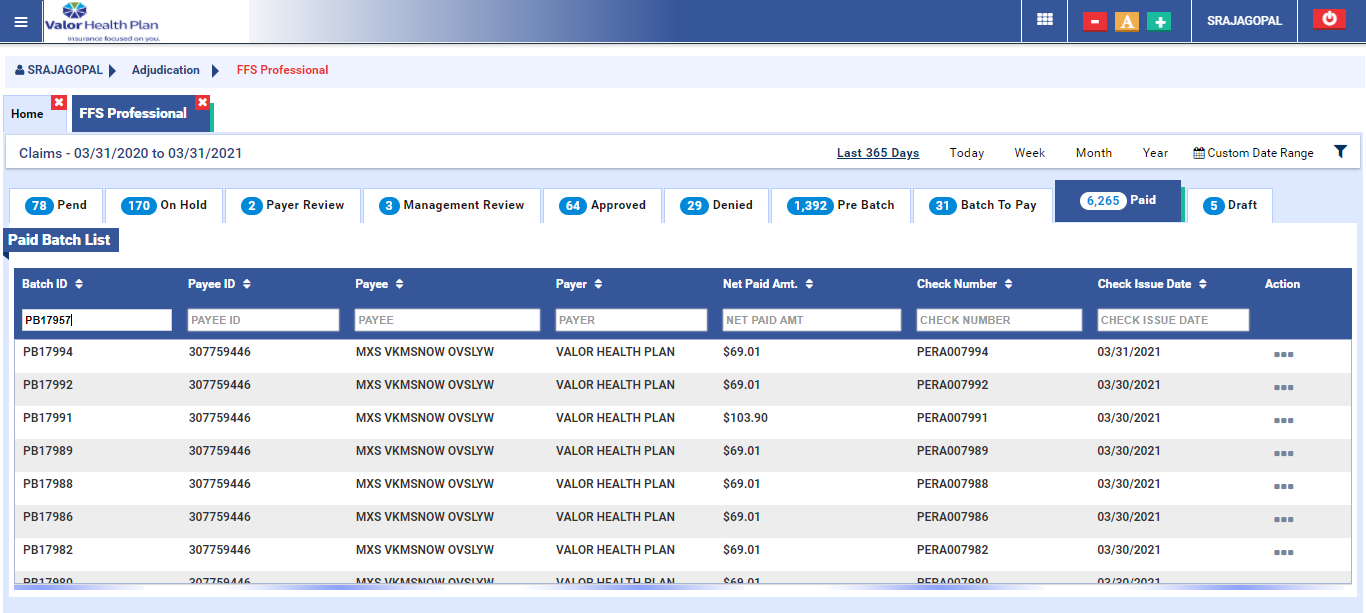 Valor Health Plan
Insurance focused on you.
A
SRAJAGOPAL
SRAJAGOPAL Adjudication FFS Professional
Home FFS Professional
Claims - 03/31/2020 to 03/31/2021 Last 365 Days Today Week Month Year Custom Date Range
78 Pend 170 On Hold 2 Payer Review 3 Management Review 64 Approved 29 Denied 1,392 Pre Batch 31 Batch To Pay 6,265 Paid 5 Draft
Paid Batch List
Batch ID Payee ID Payee Payer Net Paid Amt. Check Number Check Issue Date Action
PB17957 PAYEE ID PAYEE PAYER NET PAID AMT CHECK NUMBER CHECK ISSUE DATE
PB17994 307759446 MXS VKMSNOW OVSLYW VALOR HEALTH PLAN $69.01 PERA007994 03/31/2021
PB17992 307759446 MXS VKMSNOW OVSLYW VALOR HEALTH PLAN $69.01 PERA007992 03/30/2021
PB17991 307759446 MXS VKMSNOW OVSLYW VALOR HEALTH PLAN $103.90 PERA007991 03/30/2021
PB17989 307759446 MXS VKMSNOW OVSLYW VALOR HEALTH PLAN $69.01 PERA007989 03/30/2021
PB17988 307759446 MXS VKMSNOW OVSLYW VALOR HEALTH PLAN $69.01 PERA007988 03/30/2021
PB17986 307759446 MXS VKMSNOW OVSLYW VALOR HEALTH PLAN $69.01 PERA007986 03/30/2021
PB17982 307759446 MXS VKMSNOW OVSLYW VALOR HEALTH PLAN $69.01 PERA007982 03/30/2021
PB17980 307759446 MXS VKMSNOW OVSLYW VALOR HEALTH PLAN $69.01 PERA007980 03/30/2021